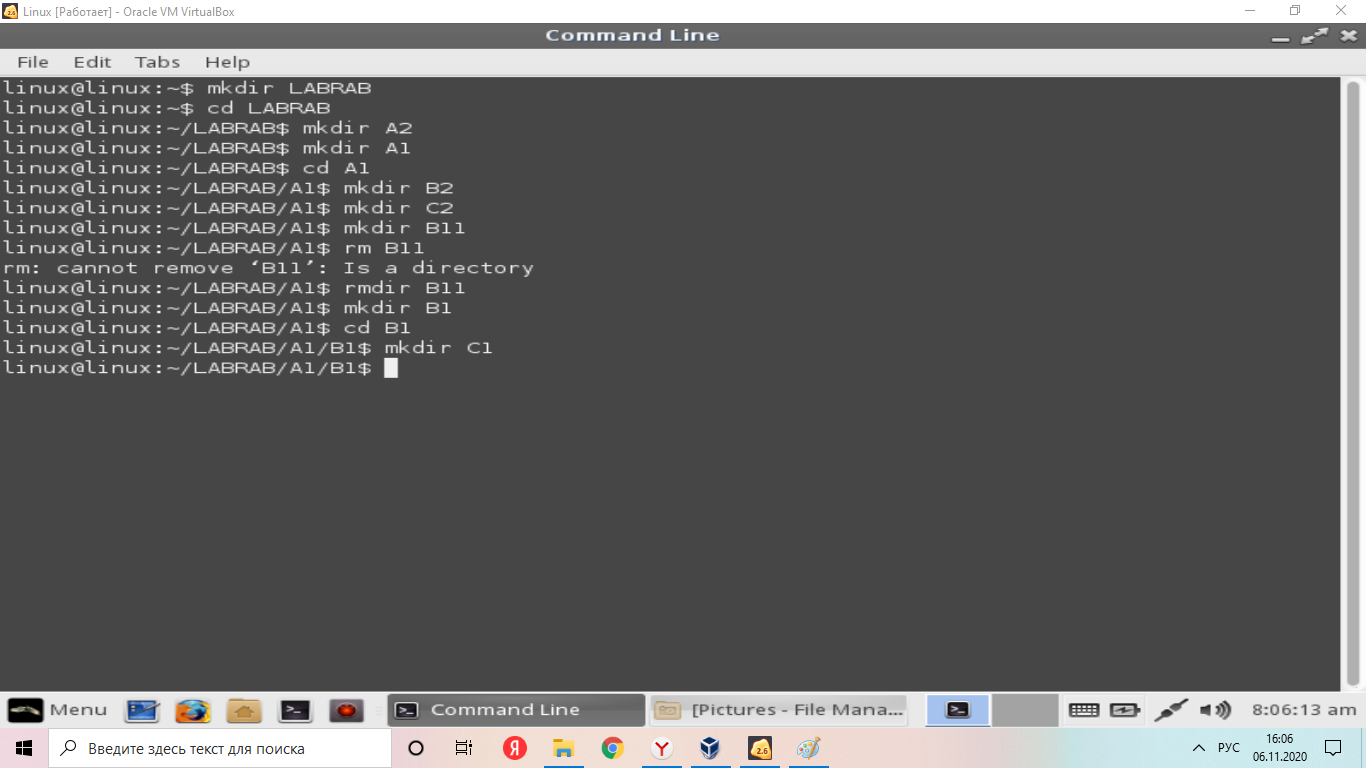 Linux [Работает] - Oracle VM VirtualBox
Command Line
File Edit Tabs Help
linux@linux:~$ mkdir LABRAB
linux@linux:~$ cd LABRAB
linux@linux:~/LABRAB$ mkdir A2
linux@linux:~/LABRAB$ mkdir A1
linux@linux:~/LABRAB$ cd A1
linux@linux:~/LABRAB/A1$ mkdir B2
linux@linux:~/LABRAB/A1$ mkdir C2
linux@linux:~/LABRAB/A1$ mkdir B11
linux@linux:~/LABRAB/A1$ rm B11
rm: cannot remove ‘B11’: Is a directory
linux@linux:~/LABRAB/A1$ rmdir B11
linux@linux:~/LABRAB/A1$ mkdir B1
linux@linux:~/LABRAB/A1$ cd B1
linux@linux:~/LABRAB/A1/B1$ mkdir C1
linux@linux:~/LABRAB/A1/B1$
Menu Command Line [Pictures - File Mana... 8:06:13 am
Введите здесь текст для поиска Я Y 2.6 РУС 16:06
06.11.2020